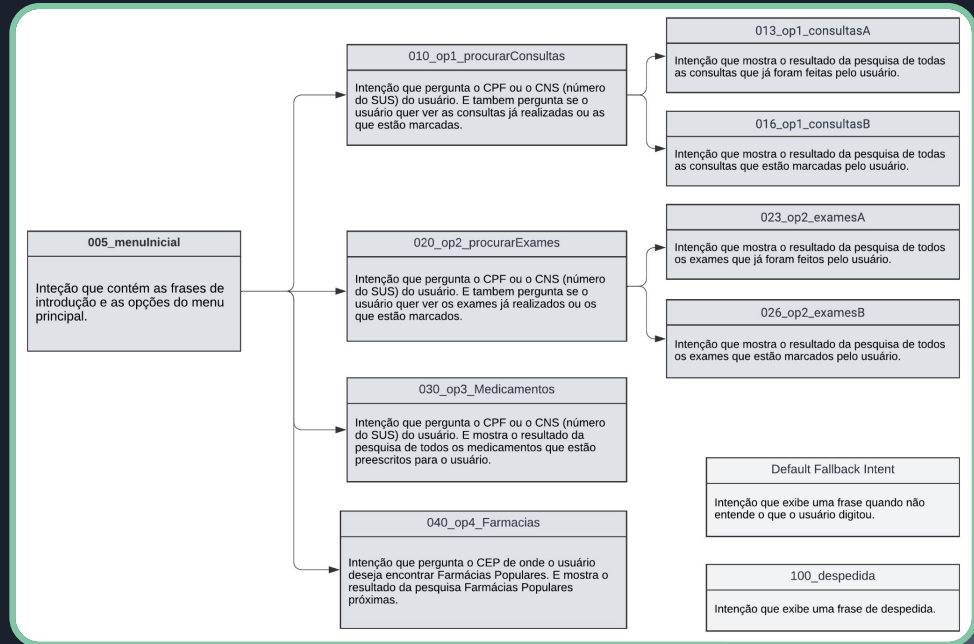 005_menuInicial
Inteção que contém as frases de
introdução e as opções do menu
principal.
010_op1_procurarConsultas
Intenção que pergunta o CPF ou o CNS (número
do SUS) do usuário. E tambem pergunta se o
usuário quer ver as consultas já realizadas ou as
que estão marcadas.
013_op1_consultasA
Intenção que mostra o resultado da pesquisa de todas
as consultas que já foram feitas pelo usuário.
016_op1_consultasB
Intenção que mostra o resultado da pesquisa de todas
as consultas que estão marcadas pelo usuário.
020_op2_procurarExames
Intenção que pergunta o CPF ou o CNS (número
do SUS) do usuário. E tambem pergunta se o
usuário quer ver os exames já realizados ou os
que estão marcados.
023_op2_examesA
Intenção que mostra o resultado da pesquisa de todos
os exames que já foram feitos pelo usuário.
026_op2_examesB
Intenção que mostra o resultado da pesquisa de todos
os exames que estão marcados pelo usuário.
030_op3_Medicamentos
Intenção que pergunta o CPF ou o CNS (número
do SUS) do usuário. E mostra o resultado da
pesquisa de todos os medicamentos que estão
preescritos para o usuário.
040_op4_Farmacias
Intenção que pergunta o CEP de onde o usuário
deseja encontrar Farmácias Populares. E mostra o
resultado da pesquisa Farmácias Populares
próximas.
Default Fallback Intent
Intenção que exibe uma frase quando não
entende o que o usuário digitou.
100_despedida
Intenção que exibe uma frase de despedida.